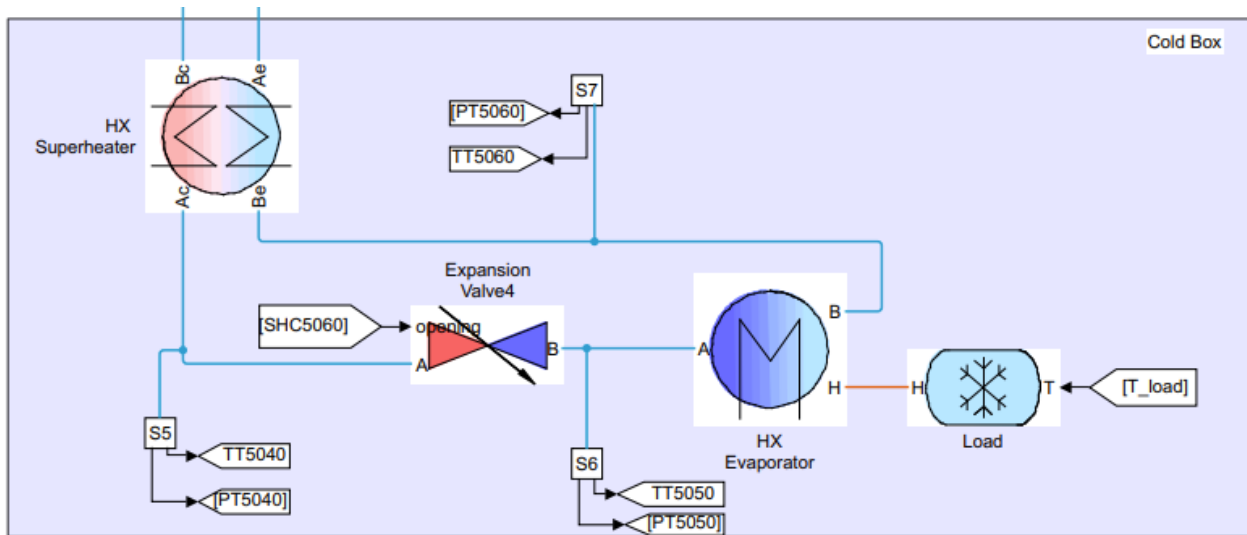 Cold Box
Bc
Ae
HX
Superheater
Ac
Be
S7
[PT5060]
TT5060
Expansion
Valve4
[SHC5060]
opening
A
B
A
B
H
HX
Evaporator
H
T
Load
[T_load]
S5
TT5040
[PT5040]
S6
TT5050
[PT5050]